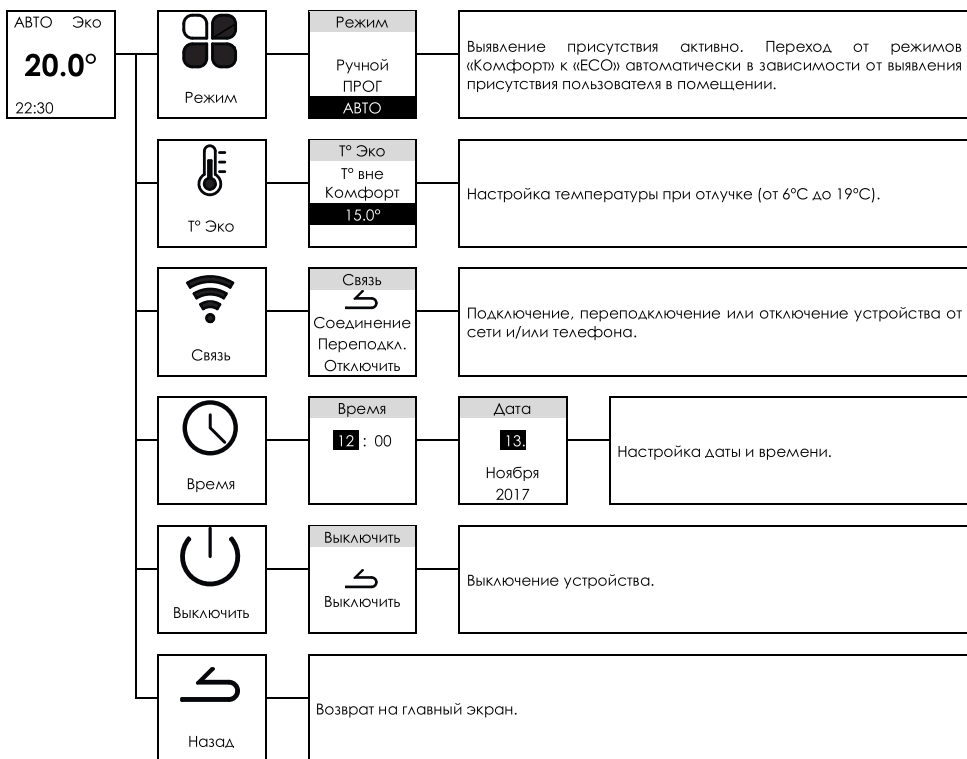 АВТО Эко
20.0°
22:30
Режим
Режим
Ручной
ПРОГ
АВТО
Выявление присутствия активно. Переход от режимов
«Комфорт» к «ECO» автоматически в зависимости от выявления
присутствия пользователя в помещении.
T° Эко
T° Эко
T° вне
Комфорт
15.0°
Настройка температуры при отлучке (от 6°C до 19°C).
Связь
Связь
Соединение
Переподкл.
Отключить
Подключение, переподключение или отключение устройства от
сети и/или телефона.
Время
Время
12 : 00
Дата
13.
Ноября
2017
Настройка даты и времени.
Выключить
Выключить
Выключить
Выключение устройства.
Назад
Возврат на главный экран.